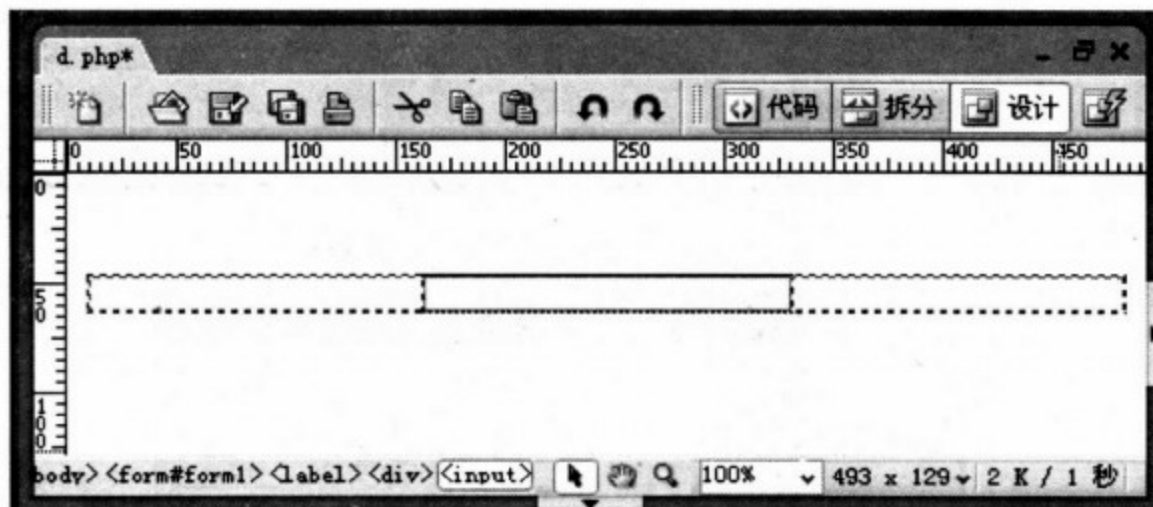 d.php*
代码 拆分 设计
0 50 100 150 200 250 300 350 400 450
0
50
100
body> <form#form1> <label> <div> <input> 100% 493 x 129 2 K / 1 秒